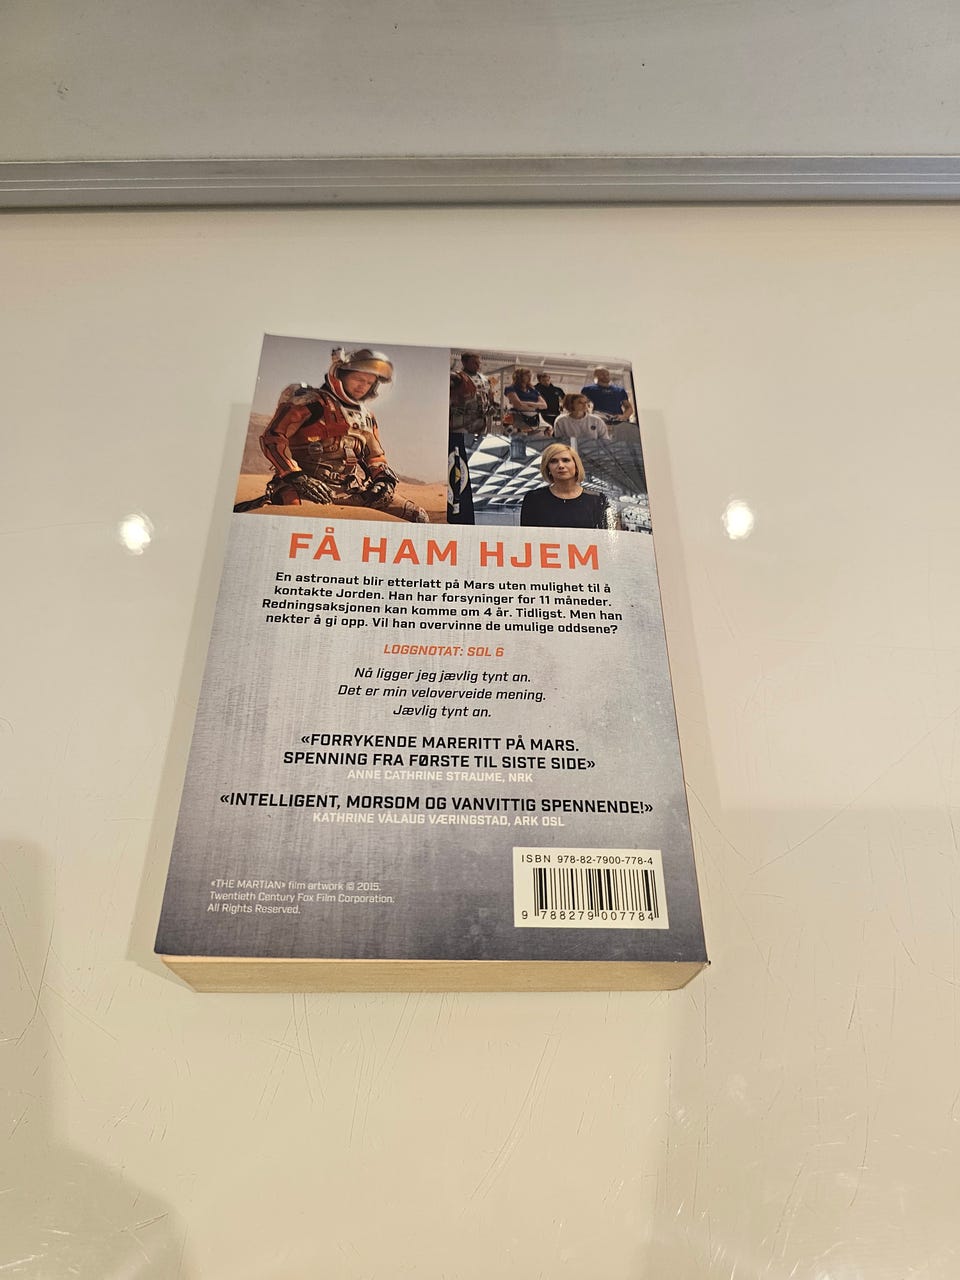 FÅ HAM HJEM
En astronaut blir etterlatt på Mars uten mulighet til å
kontakte Jorden. Han har forsyninger for 11 måneder.
Redningsaksjonen kan komme om 4 år. Tidligst. Men han
nekter å gi opp. Vil han overvinne de umulige oddsene?
LOGGNOTAT: SOL 6
Nå ligger jeg jævlig tynt an.
Det er min veloverveide mening.
Jævlig tynt an.
«FORRYKENDE MARERITT PÅ MARS.
SPENNING FRA FØRSTE TIL SISTE SIDE»
ANNE CATHRINE STRAUME, NRK
«INTELLIGENT, MORSOM OG VANVITTIG SPENNENDE!»
KATHRINE VÅLAUG VÆRINGSTAD, ARK OSL
ISBN 978-82-7900-778-4
9 788279 007784
«THE MARTIAN» film artwork © 2015.
Twentieth Century Fox Film Corporation.
All Rights Reserved.